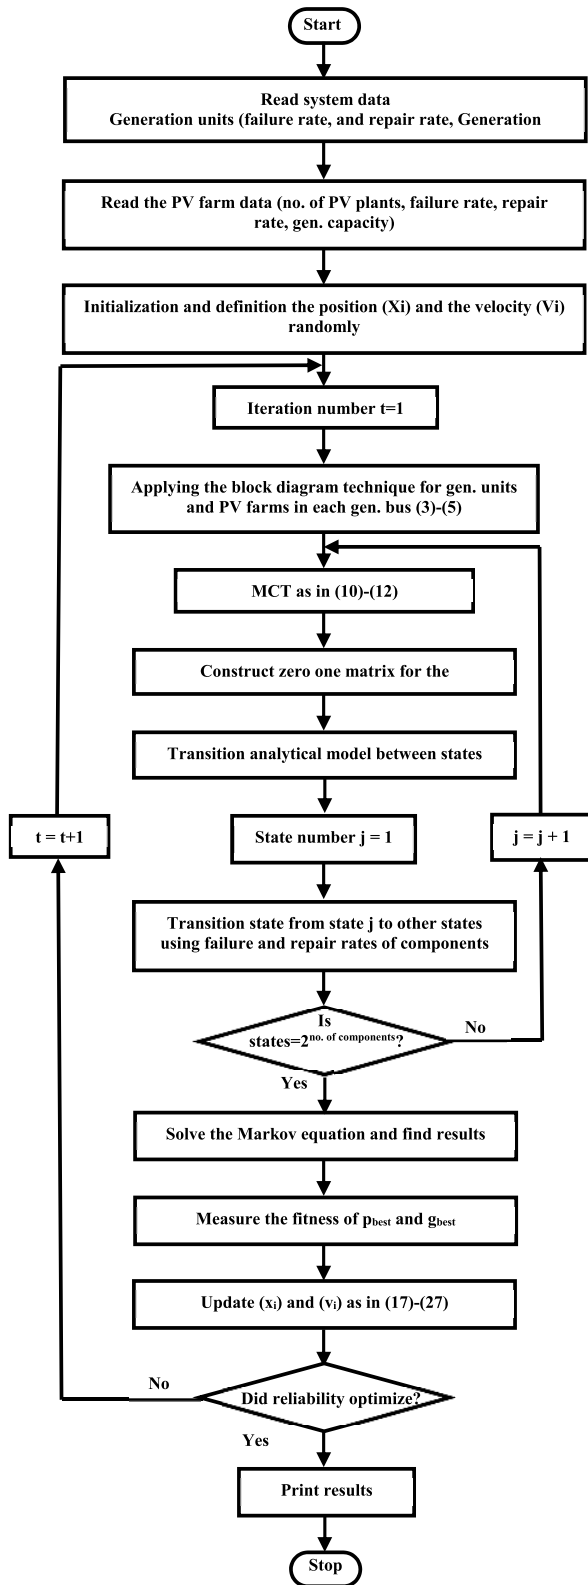 Start
Read system data
Generation units (failure rate, and repair rate, Generation
Read the PV farm data (no. of PV plants, failure rate, repair
rate, gen. capacity)
Initialization and definition the position (Xi) and the velocity (Vi)
randomly
Iteration number t=1
Applying the block diagram technique for gen. units
and PV farms in each gen. bus (3)-(5)
MCT as in (10)-(12)
Construct zero one matrix for the
Transition analytical model between states
t = t+1
State number j = 1
j = j + 1
Transition state from state j to other states
using failure and repair rates of components
Is
states=2^no. of components?
No
Yes
Solve the Markov equation and find results
Measure the fitness of pbest and gbest
Update (xi) and (vi) as in (17)-(27)
No
Did reliability optimize?
Yes
Print results
Stop